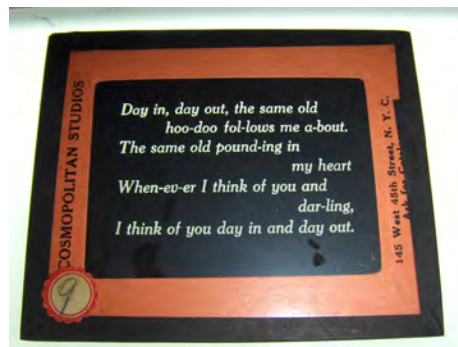 COSMOPOLITAN STUDIOS
Day in, day out, the same old
hoo-doo fol-lows me a-bout.
The same old pound-ing in
my heart
When-ev-er I think of you and
dar-ling,
I think of you day in and day out.
145 West 45th Street, N. Y. C.
Ask for
9